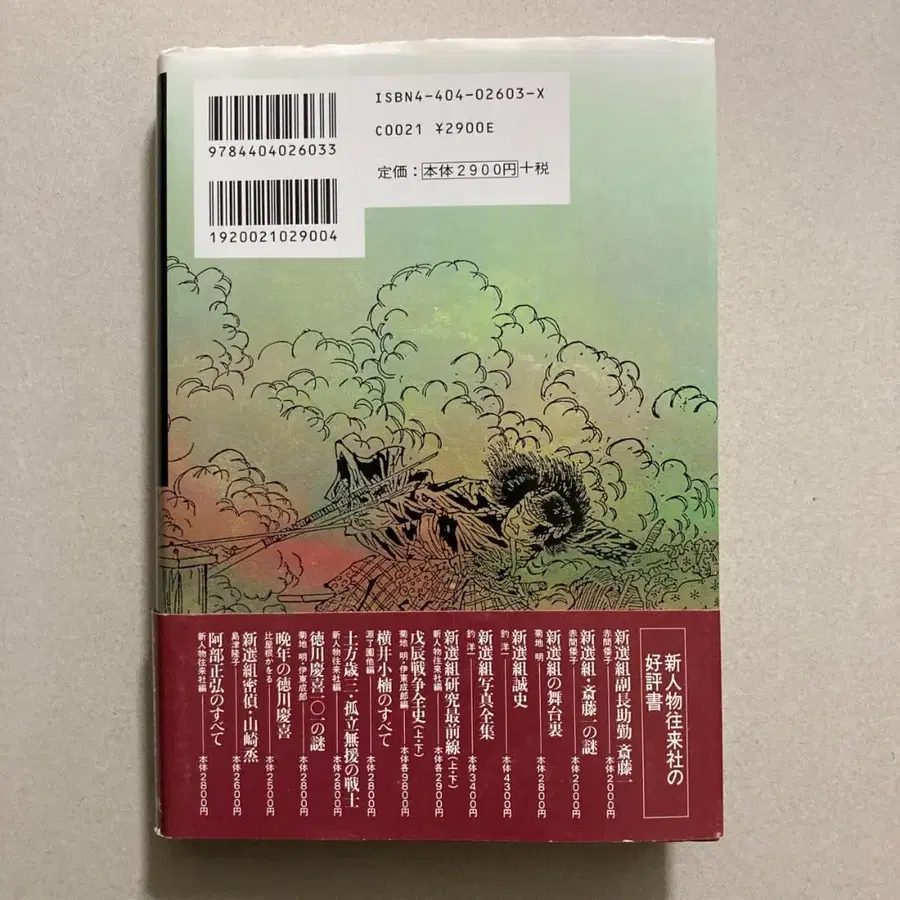 ISBN4-404-02603-X
C0021 ¥2900E
定価：本体2900円＋税
9784404026033
1920021029004
新人物往来社の
好評書
新選組副長助勤 斎藤一
赤間倭子 本体2000円
新選組・斎藤一の謎
赤間倭子 本体2000円
新選組の舞台裏
菊地 明 本体2800円
新選組誠史
釣 洋一 本体4300円
新選組写真全集
釣 洋一 本体3400円
新選組研究最前線（上・下）
新人物往来社編 本体各2900円
戊辰戦争全史（上・下）
菊地 明・伊東成郎編 本体各9800円
横井小楠のすべて
源了圓他編 本体2800円
土方歳三・孤立無援の戦士
新人物往来社編 本体2800円
徳川慶喜一〇一の謎
菊地 明・伊東成郎 本体2800円
晩年の徳川慶喜
比屋根かをる 本体2500円
新選組密偵・山崎烝
島津隆子 本体2600円
阿部正弘のすべて
新人物往来社編 本体2800円